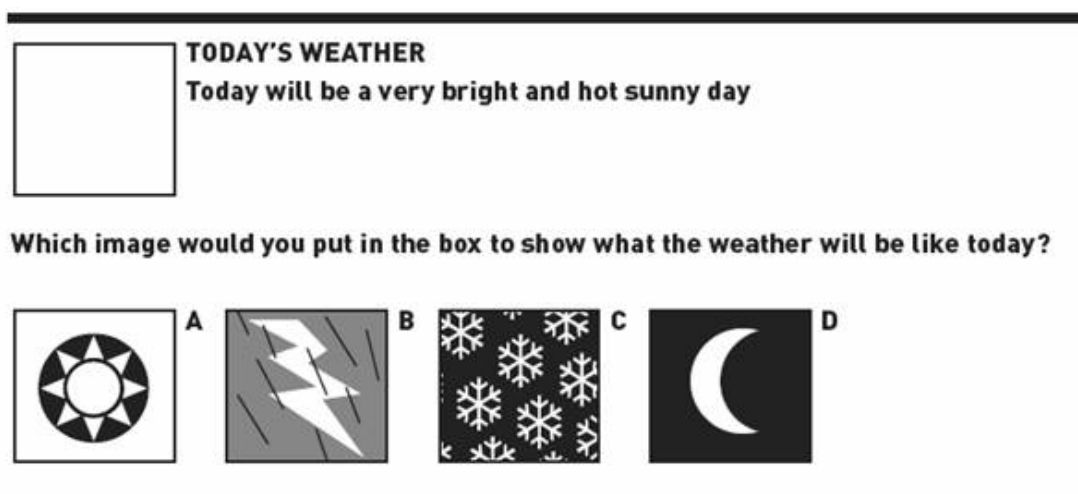 TODAY'S WEATHER
Today will be a very bright and hot sunny day
Which image would you put in the box to show what the weather will be like today?
A B C D